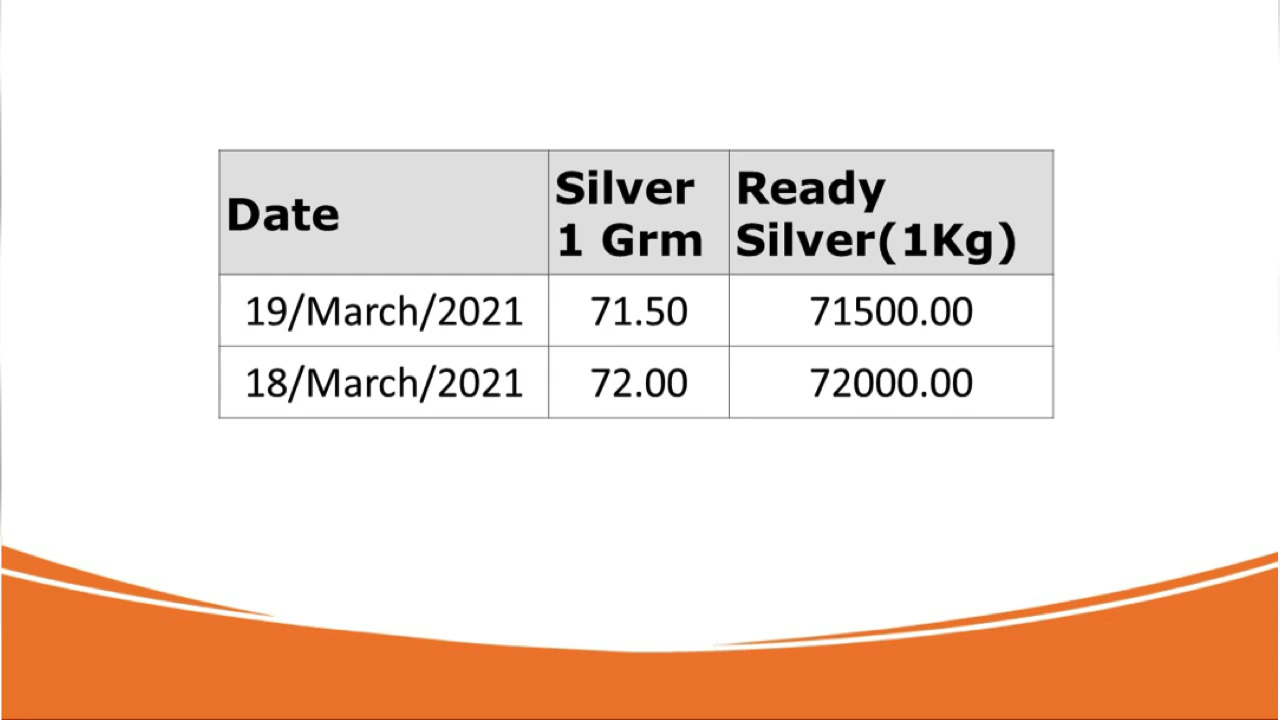 Date
Silver
1 Grm
Ready
Silver(1Kg)
19/March/2021 71.50 71500.00
18/March/2021 72.00 72000.00